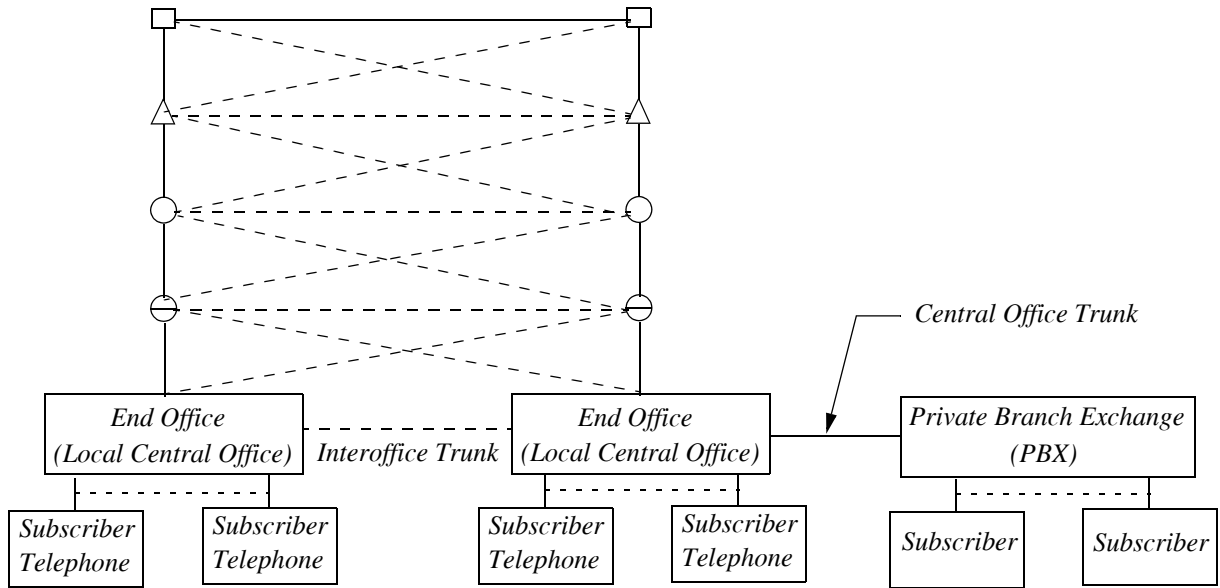 Central Office Trunk
End Office
(Local Central Office)
Interoffice Trunk
End Office
(Local Central Office)
Private Branch Exchange
(PBX)
Subscriber
Telephone
Subscriber
Telephone
Subscriber
Telephone
Subscriber
Telephone
Subscriber
Subscriber